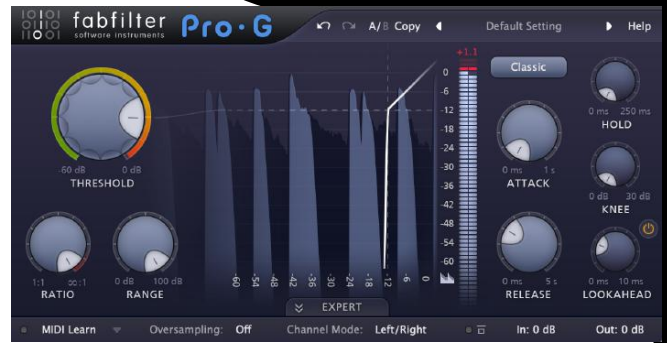 fabfilter
software instruments
Pro·G
A/B Copy
Default Setting
Help
-60 dB 0 dB
THRESHOLD
1:1 ∞:1
RATIO
0 dB 100 dB
RANGE
+1.1
0
-6
-12
-18
-24
-30
-36
-42
-48
-54
-60
-60 -54 -48 -42 -36 -30 -24 -18 -12 -6 0
EXPERT
Classic
0 ms 1 s
ATTACK
0 ms 5 s
RELEASE
0 ms 250 ms
HOLD
0 dB 30 dB
KNEE
0 ms 10 ms
LOOKAHEAD
MIDI Learn Oversampling: Off Channel Mode: Left/Right In: 0 dB Out: 0 dB